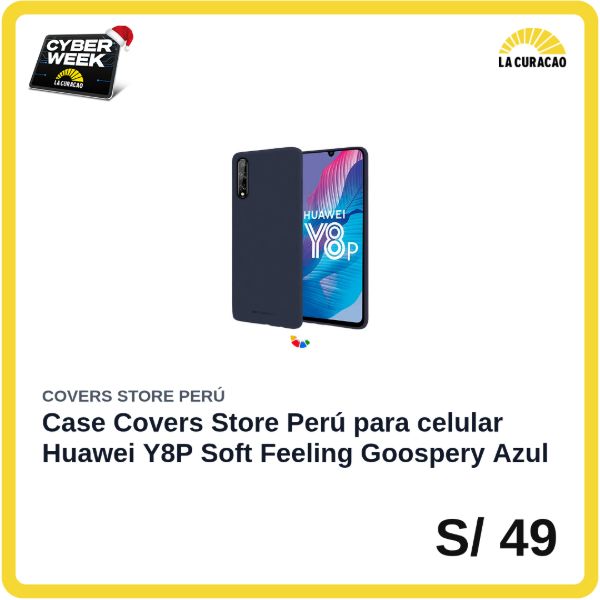 CYBER
WEEK
LA CURACAO
LA CURACAO
HUAWEI
Y8P
COVERS STORE PERÚ
Case Covers Store Perú para celular
Huawei Y8P Soft Feeling Goospery Azul
S/ 49